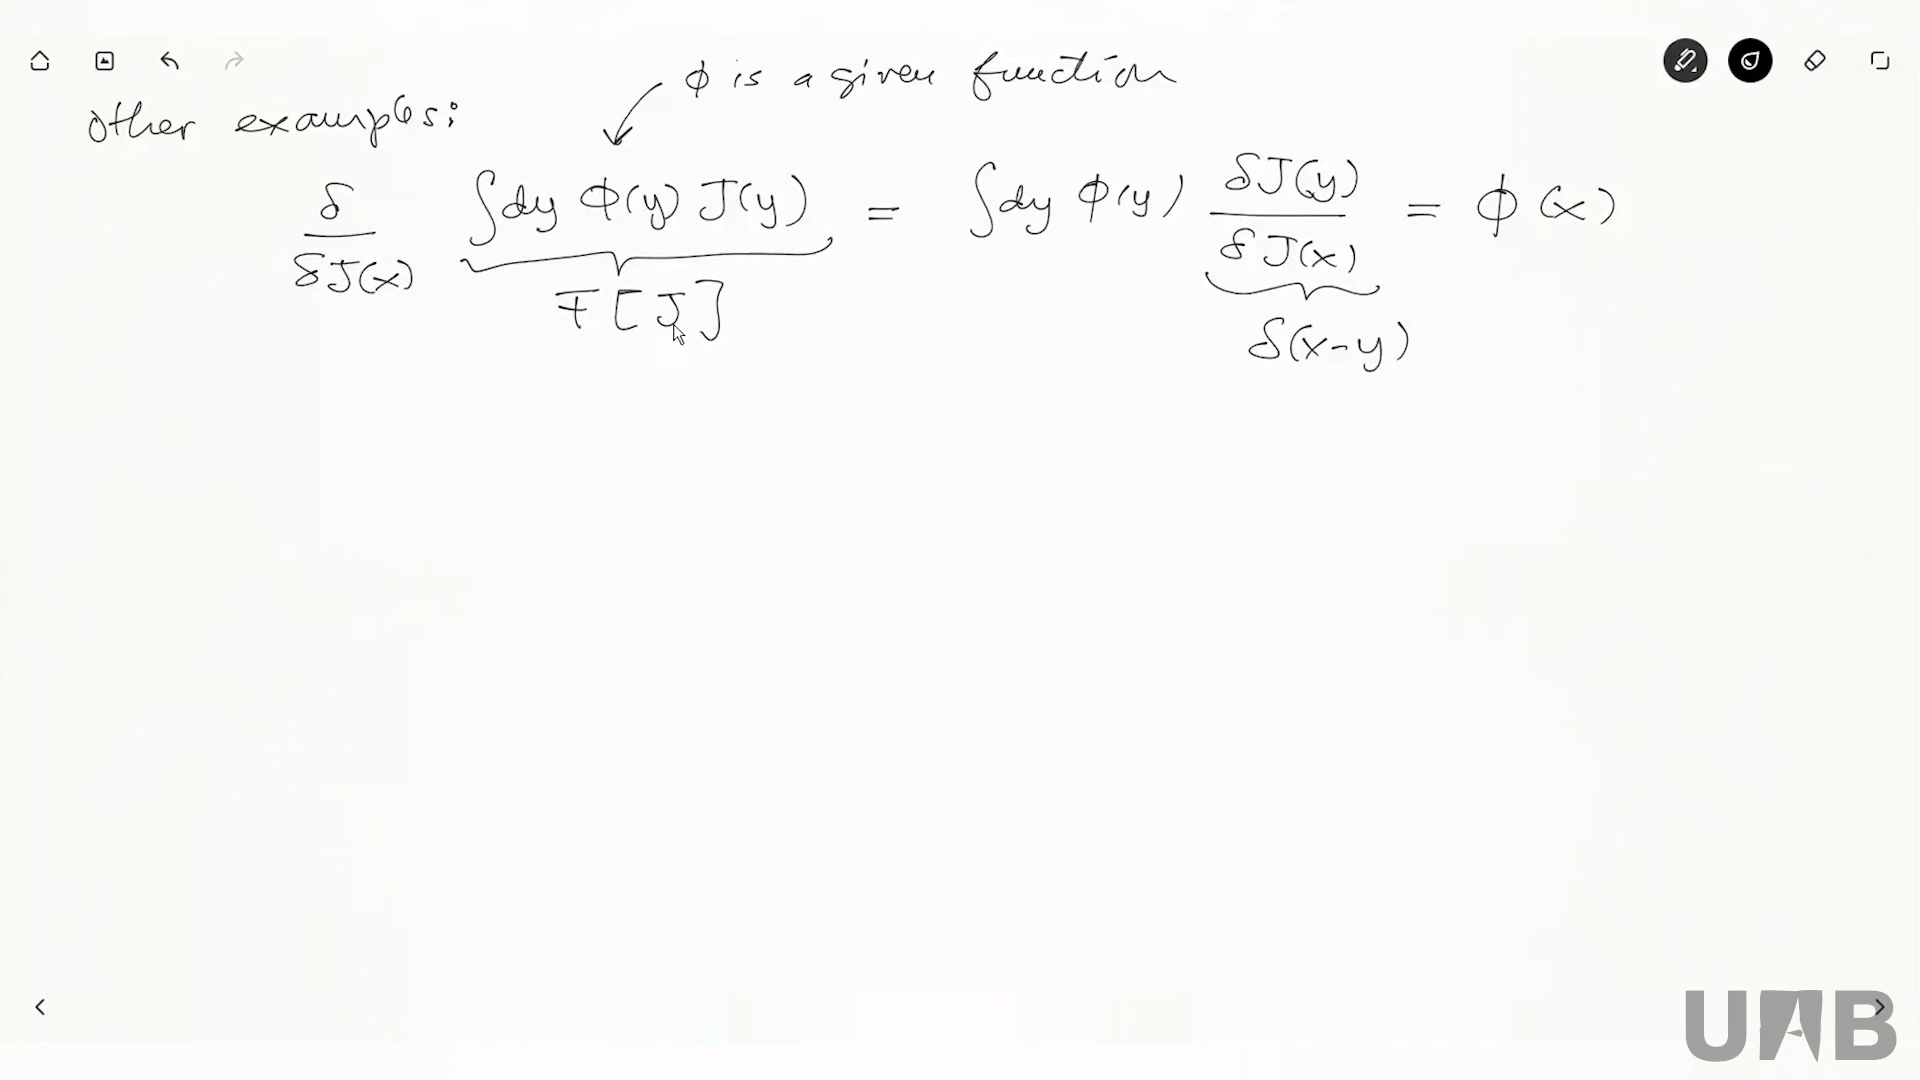 ϕ is a given function
other examples:
δ/δJ(x) ∫dy ϕ(y) J(y) = ∫dy ϕ(y) δJ(y)/δJ(x) = ϕ(x)
F[J]
δ(x-y)
UAB